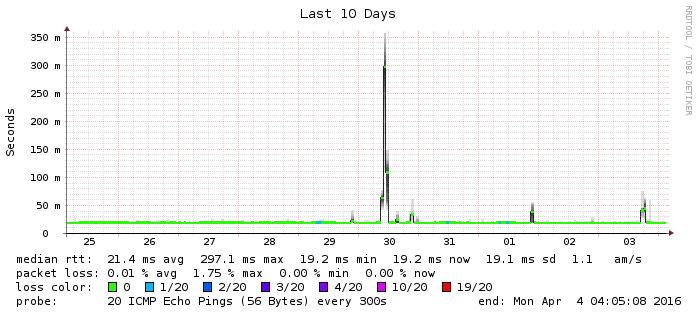 Last 10 Days
RRDTOOL / TOBI OETIKER
Seconds
350 m
300 m
250 m
200 m
150 m
100 m
50 m
0
25 26 27 28 29 30 31 01 02 03
median rtt: 21.4 ms avg 297.1 ms max 19.2 ms min 19.2 ms now 19.1 ms sd 1.1 am/s
packet loss: 0.01 % avg 1.75 % max 0.00 % min 0.00 % now
loss color: 0 1/20 2/20 3/20 4/20 10/20 19/20
probe: 20 ICMP Echo Pings (56 Bytes) every 300s end: Mon Apr 4 04:05:08 2016